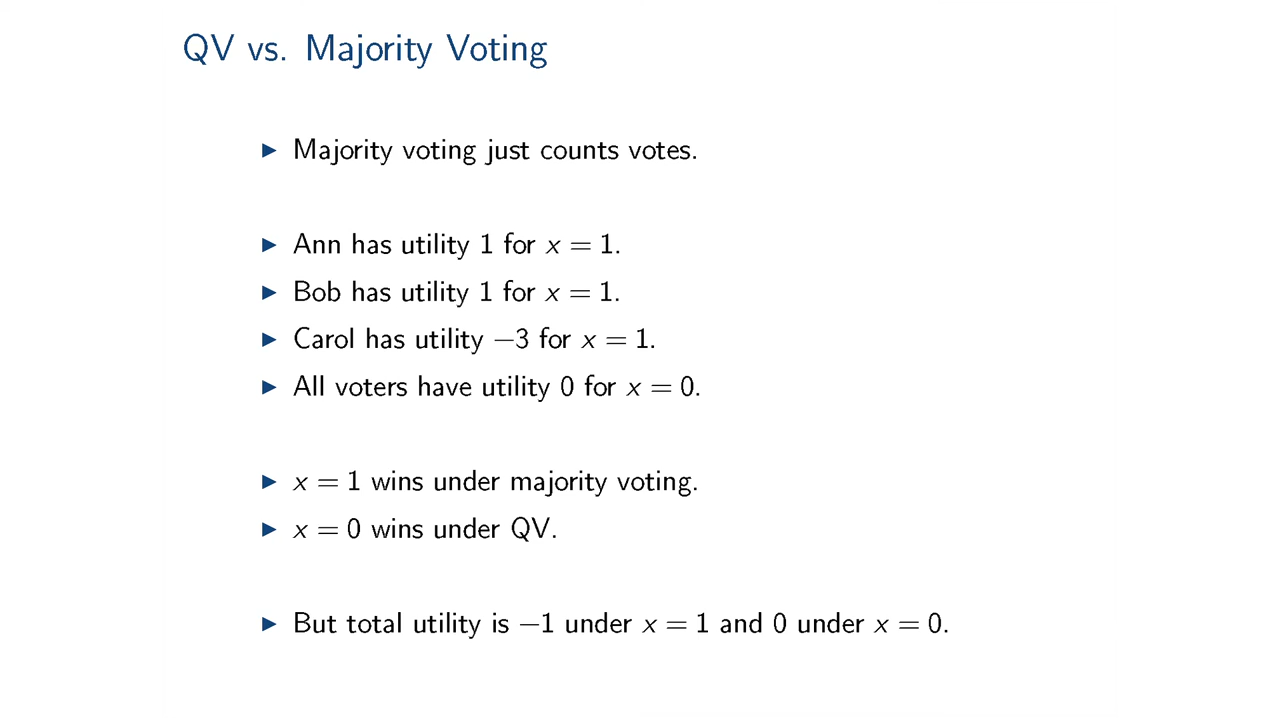 QV vs. Majority Voting
▶ Majority voting just counts votes.
▶ Ann has utility 1 for x = 1.
▶ Bob has utility 1 for x = 1.
▶ Carol has utility −3 for x = 1.
▶ All voters have utility 0 for x = 0.
▶ x = 1 wins under majority voting.
▶ x = 0 wins under QV.
▶ But total utility is −1 under x = 1 and 0 under x = 0.